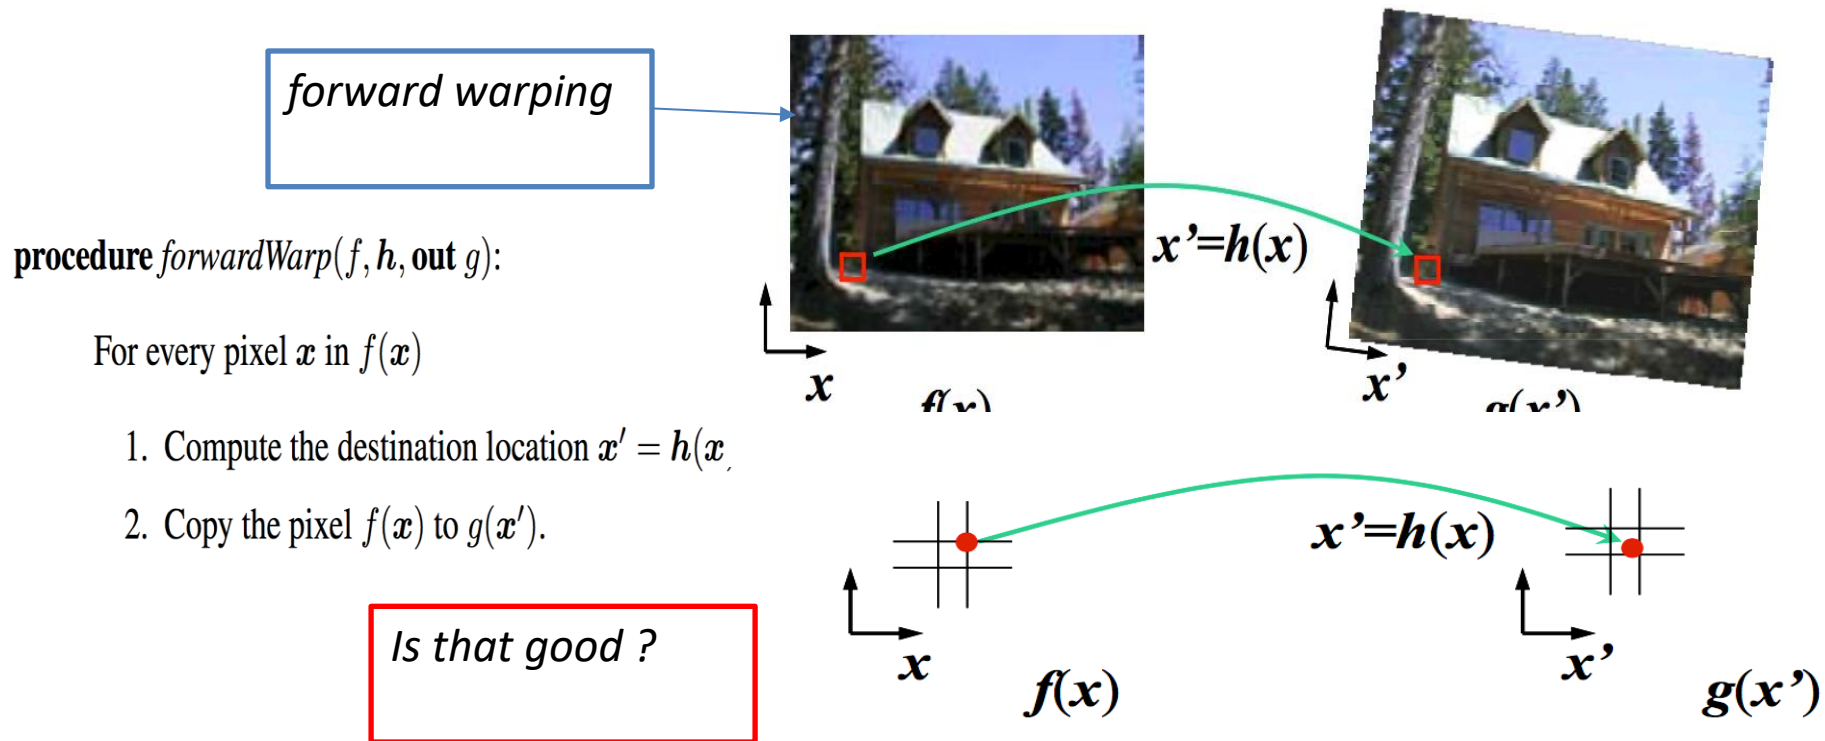 forward warping
procedure forwardWarp(f, h, out g):
For every pixel x in f(x)
1. Compute the destination location x′ = h(x
2. Copy the pixel f(x) to g(x′).
Is that good ?
x’=h(x)
x
f(x)
x’
g(x’)
x’=h(x)
x
f(x)
x’
g(x’)